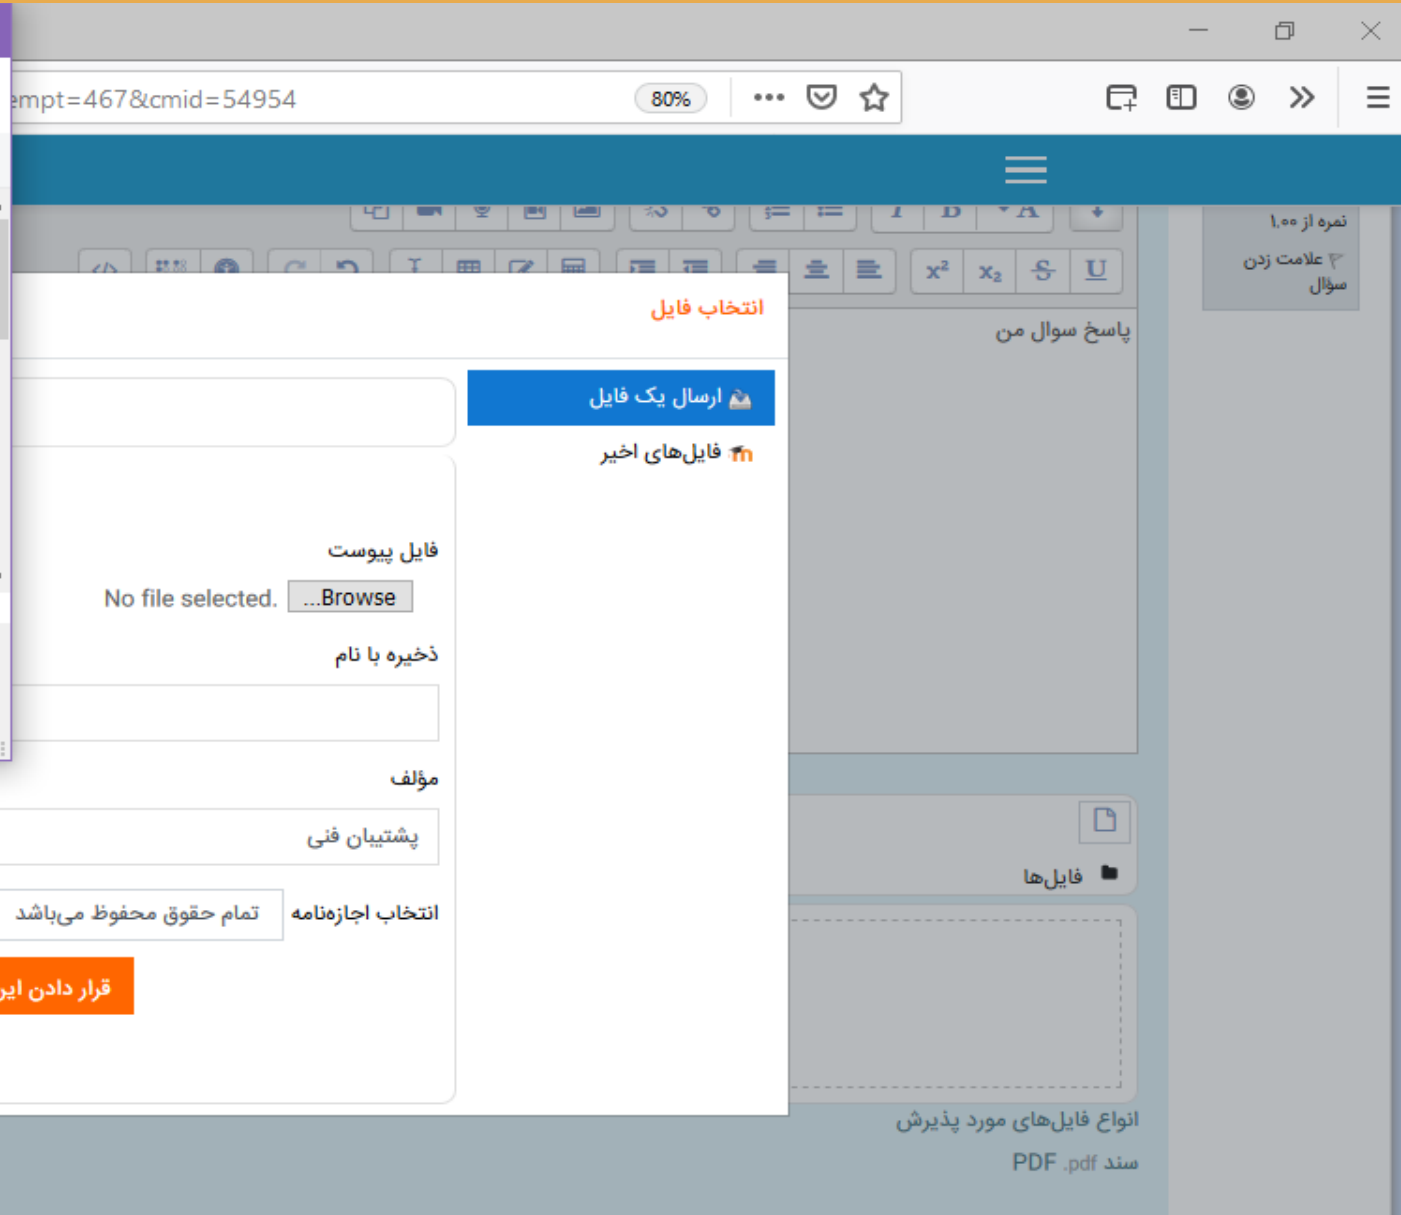 empt=467&cmid=54954
80%
نمره از ۱.۰۰
علامت زدن
سؤال
پاسخ سوال من
انتخاب فایل
ارسال یک فایل
فایل‌های اخیر
فایل پیوست
Browse...
No file selected.
ذخیره با نام
مؤلف
پشتیبان فنی
انتخاب اجازه‌نامه
تمام حقوق محفوظ می‌باشد
قرار دادن این
فایل‌ها
انواع فایل‌های مورد پذیرش
سند PDF .pdf